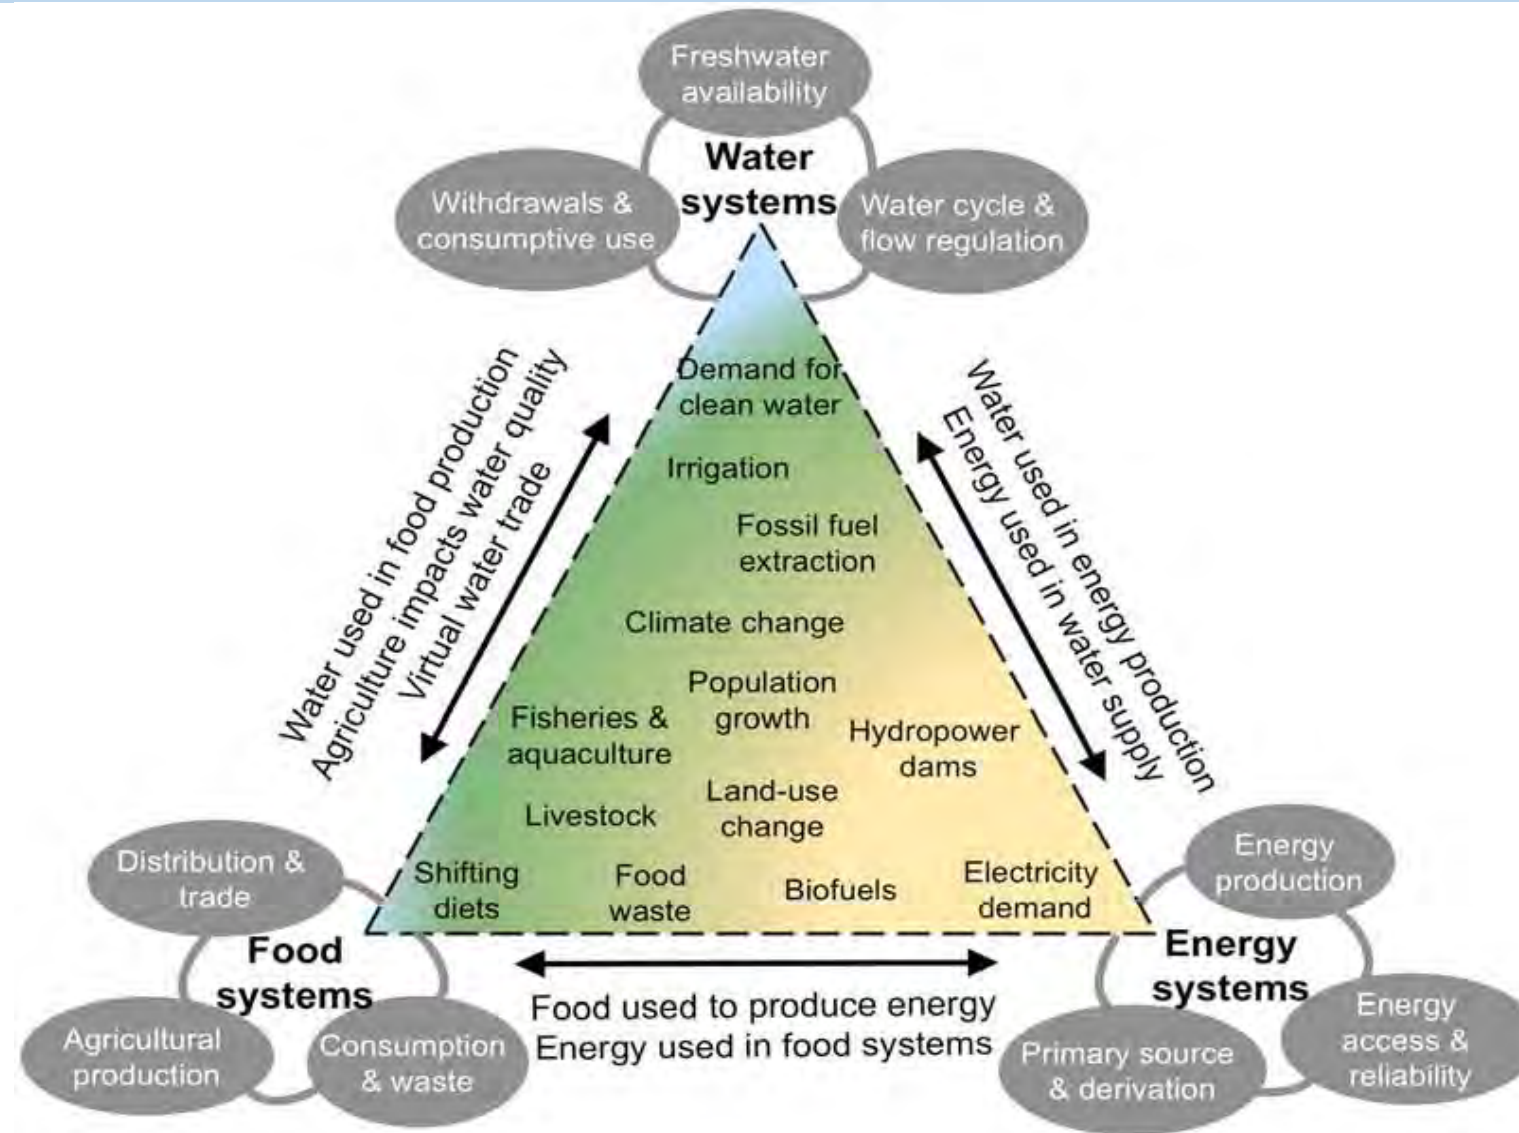 Freshwater
availability
Water
systems
Withdrawals &
consumptive use
Water cycle &
flow regulation
Water used in food production
Agriculture impacts water quality
Virtual water trade
Water used in energy production
Energy used in water supply
Demand for
clean water
Irrigation
Fossil fuel
extraction
Climate change
Population
growth
Fisheries &
aquaculture
Hydropower
dams
Land-use
change
Livestock
Shifting
diets
Food
waste
Biofuels
Electricity
demand
Distribution &
trade
Food
systems
Agricultural
production
Consumption
& waste
Food used to produce energy
Energy used in food systems
Energy
production
Energy
systems
Primary source
& derivation
Energy
access &
reliability